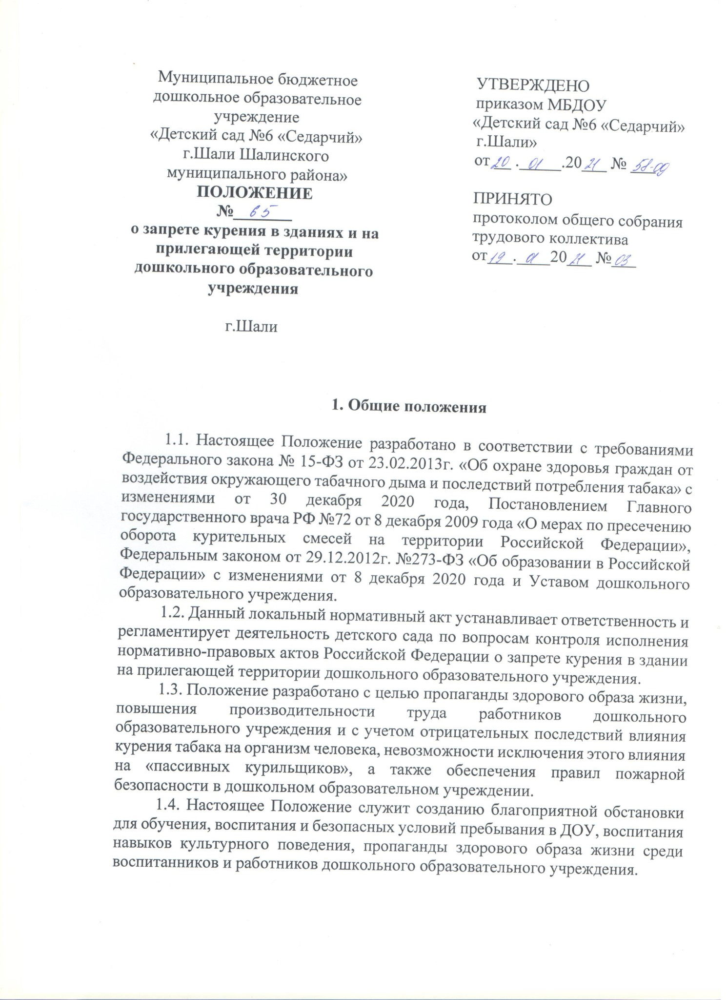 Муниципальное бюджетное
дошкольное образовательное
учреждение
«Детский сад №6 «Седарчий»
г.Шали Шалинского
муниципального района»
ПОЛОЖЕНИЕ
№ 65
о запрете курения в зданиях и на
прилегающей территории
дошкольного образовательного
учреждения
г.Шали
УТВЕРЖДЕНО
приказом МБДОУ
«Детский сад №6 «Седарчий»
г.Шали»
от 20 . 01 .20 21 № 58-09
ПРИНЯТО
протоколом общего собрания
трудового коллектива
от 19 . 01 20 21 № 03
1. Общие положения
1.1. Настоящее Положение разработано в соответствии с требованиями
Федерального закона № 15-ФЗ от 23.02.2013г. «Об охране здоровья граждан от
воздействия окружающего табачного дыма и последствий потребления табака» с
изменениями от 30 декабря 2020 года, Постановлением Главного
государственного врача РФ №72 от 8 декабря 2009 года «О мерах по пресечению
оборота курительных смесей на территории Российской Федерации»,
Федеральным законом от 29.12.2012г. №273-ФЗ «Об образовании в Российской
Федерации» с изменениями от 8 декабря 2020 года и Уставом дошкольного
образовательного учреждения.
1.2. Данный локальный нормативный акт устанавливает ответственность и
регламентирует деятельность детского сада по вопросам контроля исполнения
нормативно-правовых актов Российской Федерации о запрете курения в здании
на прилегающей территории дошкольного образовательного учреждения.
1.3. Положение разработано с целью пропаганды здорового образа жизни,
повышения производительности труда работников дошкольного
образовательного учреждения и с учетом отрицательных последствий влияния
курения табака на организм человека, невозможности исключения этого влияния
на «пассивных курильщиков», а также обеспечения правил пожарной
безопасности в дошкольном образовательном учреждении.
1.4. Настоящее Положение служит созданию благоприятной обстановки
для обучения, воспитания и безопасных условий пребывания в ДОУ, воспитания
навыков культурного поведения, пропаганды здорового образа жизни среди
воспитанников и работников дошкольного образовательного учреждения.